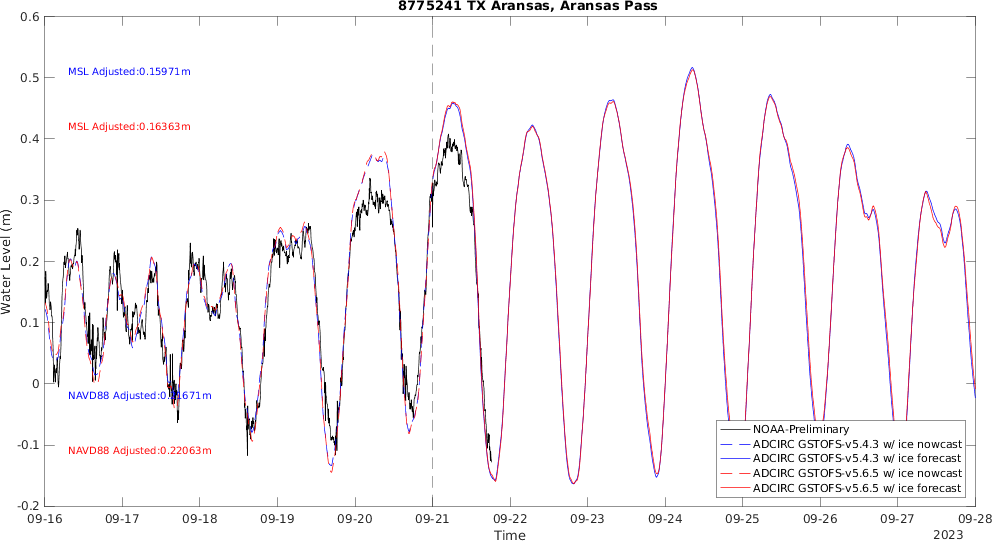 8775241 TX Aransas, Aransas Pass
0.6
0.5
0.4
0.3
0.2
0.1
0
-0.1
-0.2
Water Level (m)
MSL Adjusted:0.15971m
MSL Adjusted:0.16363m
NAVD88
NAVD88 Adjusted:0.22063m
NOAA-Preliminary
ADCIRC GSTOFS-v5.4.3 w/ ice nowcast
ADCIRC GSTOFS-v5.4.3 w/ ice forecast
ADCIRC GSTOFS-v5.6.5 w/ ice nowcast
ADCIRC GSTOFS-v5.6.5 w/ ice forecast
09-16 09-17 09-18 09-19 09-20 09-21 09-22 09-23 09-24 09-25 09-26 09-27 09-28
Time
2023